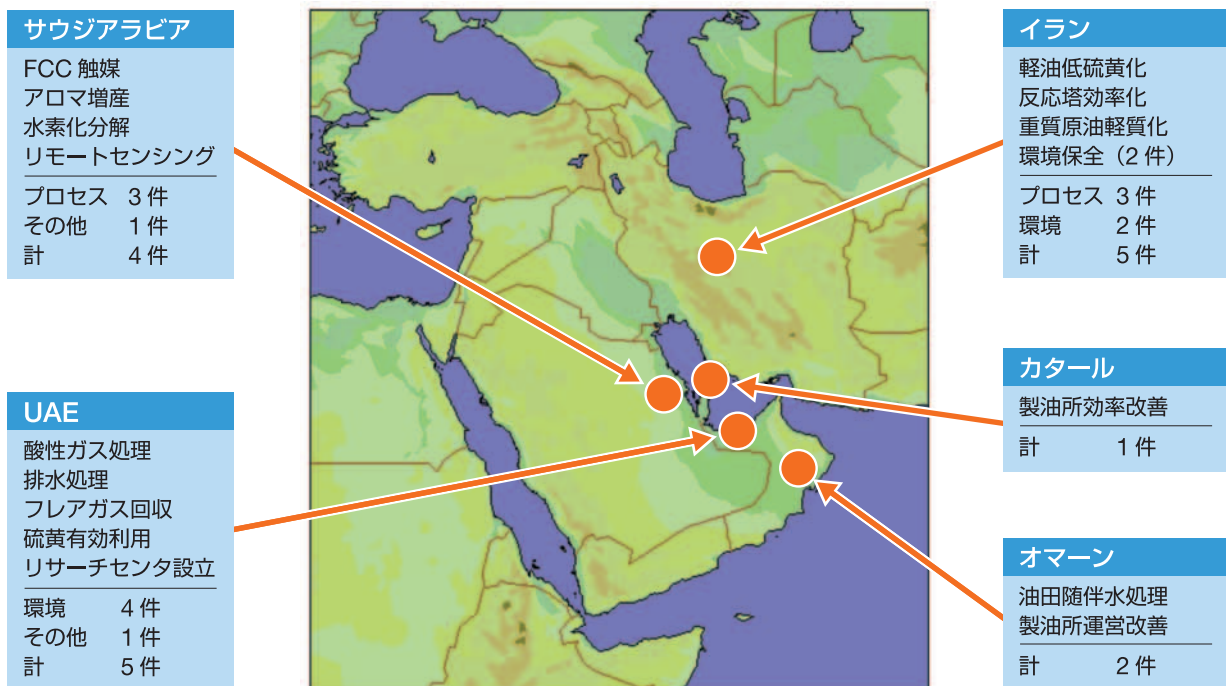 サウジアラビア
FCC 触媒
アロマ増産
水素化分解
リモートセンシング
プロセス 3 件
その他 1 件
計 4 件
UAE
酸性ガス処理
排水処理
フレアガス回収
硫黄有効利用
リサーチセンタ設立
環境 4 件
その他 1 件
計 5 件
イラン
軽油低硫黄化
反応塔効率化
重質原油軽質化
環境保全（2 件）
プロセス 3 件
環境 2 件
計 5 件
カタール
製油所効率改善
計 1 件
オマーン
油田随伴水処理
製油所運営改善
計 2 件